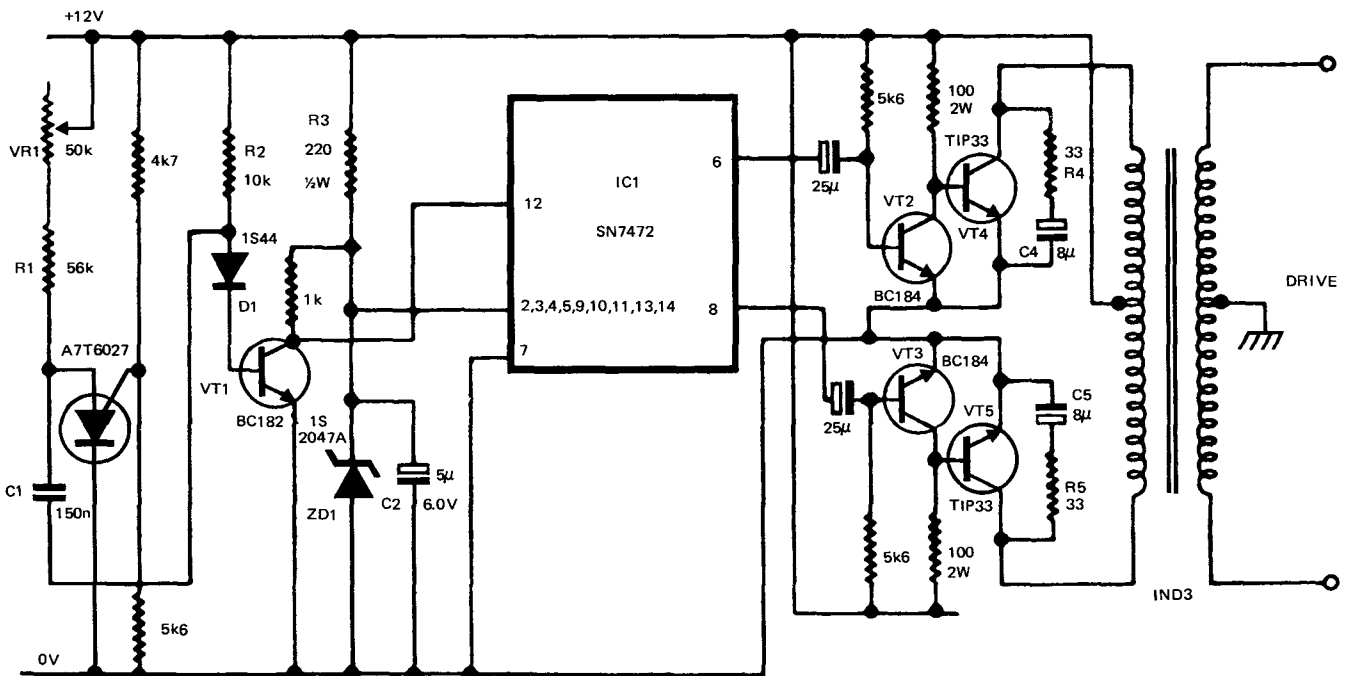 +12V
VR1
50k
4k7
R2
10k
R3
220
½W
R1
56k
1S44
D1
1k
A7T6027
VT1
BC182
1S
2047A
ZD1
C1
150n
C2
5µ
6.0V
5k6
0V
12
6
IC1
SN7472
2,3,4,5,9,10,11,13,14
8
7
5k6
100
2W
TIP33
25µ
VT2
VT4
BC184
33
R4
C4
8µ
VT3
BC184
VT5
25µ
C5
8µ
TIP33
R5
33
5k6
100
2W
DRIVE
IND3